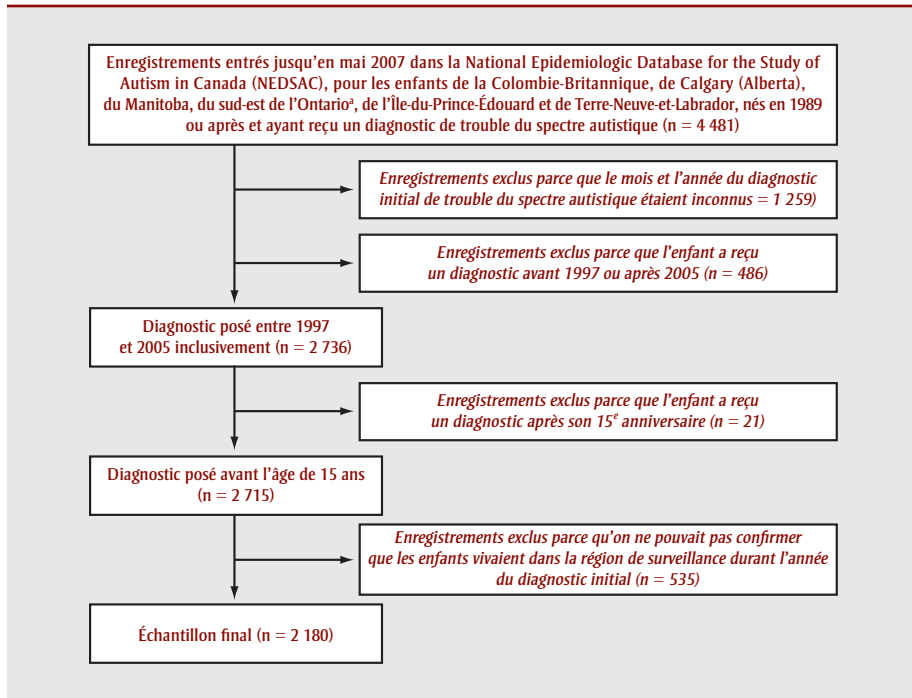 Enregistrements entrés jusqu'en mai 2007 dans la National Epidemiologic Database for the Study of
Autism in Canada (NEDSAC), pour les enfants de la Colombie-Britannique, de Calgary (Alberta),
du Manitoba, du sud-est de l'Ontarioᵃ, de l'Île-du-Prince-Édouard et de Terre-Neuve-et-Labrador, nés en 1989
ou après et ayant reçu un diagnostic de trouble du spectre autistique (n = 4 481)
Enregistrements exclus parce que le mois et l'année du diagnostic
initial de trouble du spectre autistique étaient inconnus = 1 259)
Enregistrements exclus parce que l'enfant a reçu
un diagnostic avant 1997 ou après 2005 (n = 486)
Diagnostic posé entre 1997
et 2005 inclusivement (n = 2 736)
Enregistrements exclus parce que l'enfant a reçu
un diagnostic après son 15ᵉ anniversaire (n = 21)
Diagnostic posé avant l'âge de 15 ans
(n = 2 715)
Enregistrements exclus parce qu'on ne pouvait pas confirmer
que les enfants vivaient dans la région de surveillance durant l'année
du diagnostic initial (n = 535)
Échantillon final (n = 2 180)